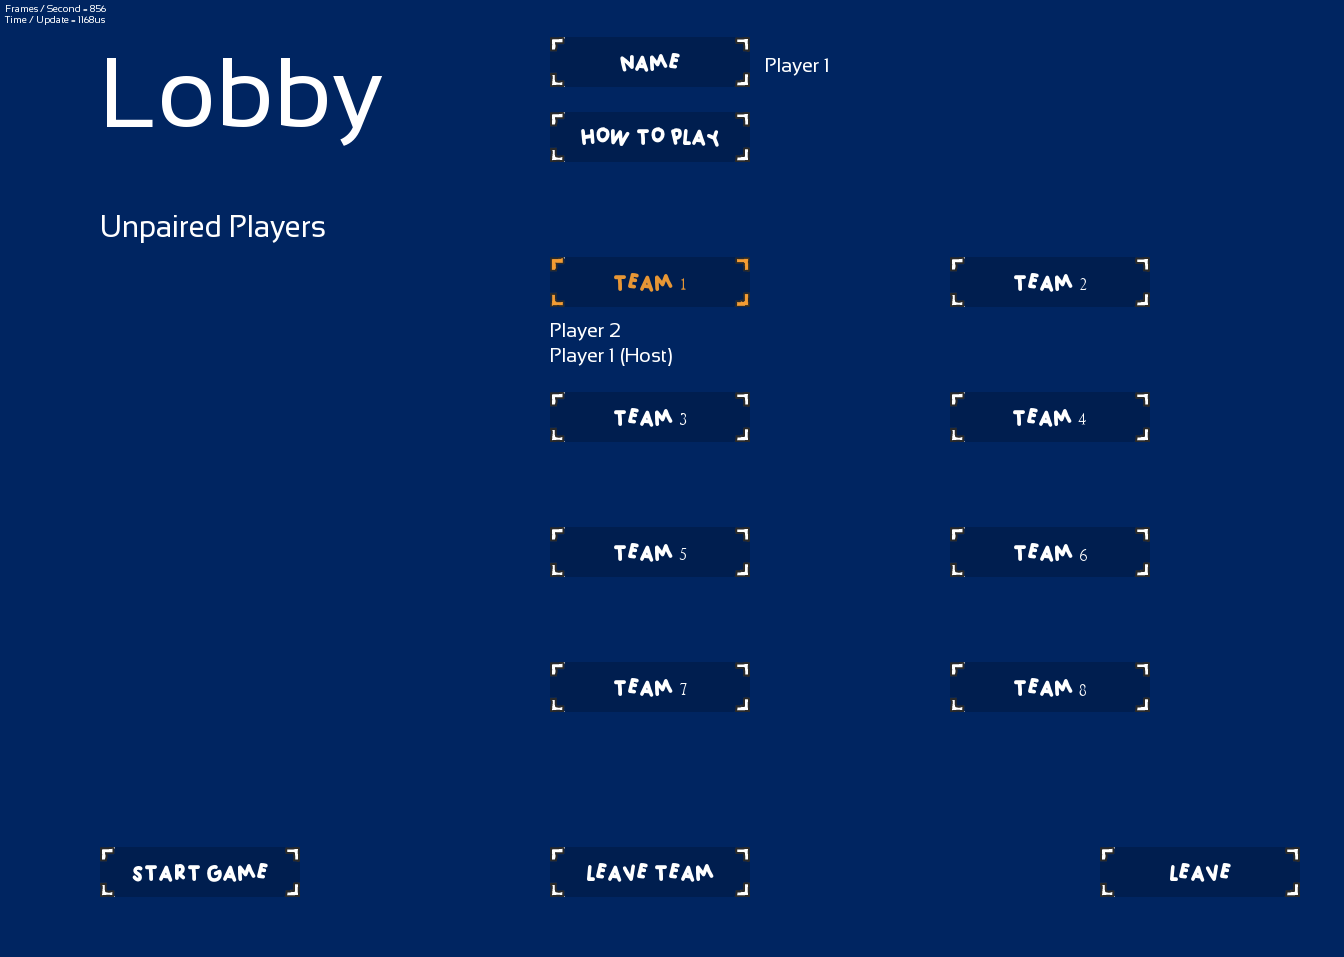 Frames / Second = 856
Time / Update = 1168us
Lobby
NAME
Player 1
HOW TO PLAY
Unpaired Players
TEAM 1
TEAM 2
Player 2
Player 1 (Host)
TEAM 3
TEAM 4
TEAM 5
TEAM 6
TEAM 7
TEAM 8
START GAME
LEAVE TEAM
LEAVE